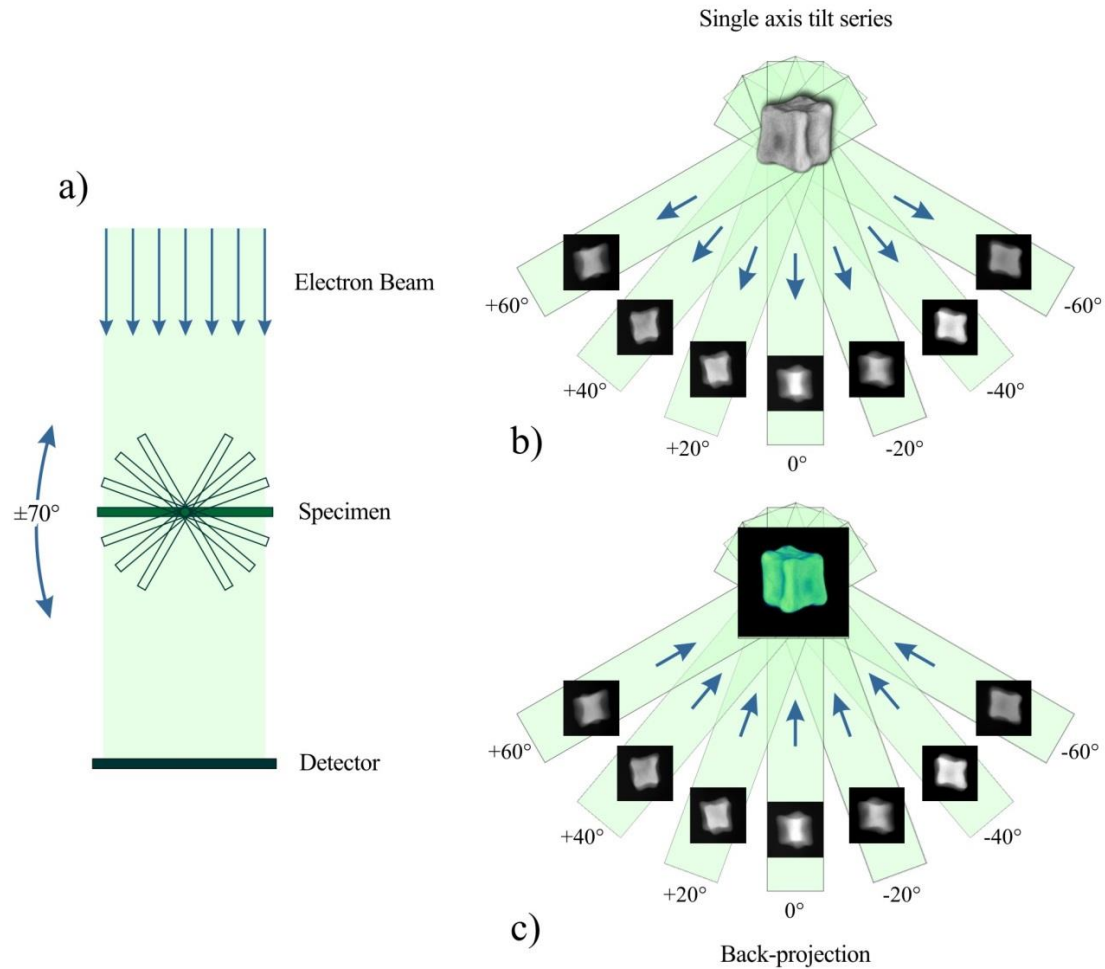 a)
Electron Beam
±70°
Specimen
Detector
Single axis tilt series
+60°
-60°
+40°
-40°
+20°
-20°
0°
b)
+60°
-60°
+40°
-40°
+20°
-20°
0°
c)
Back-projection